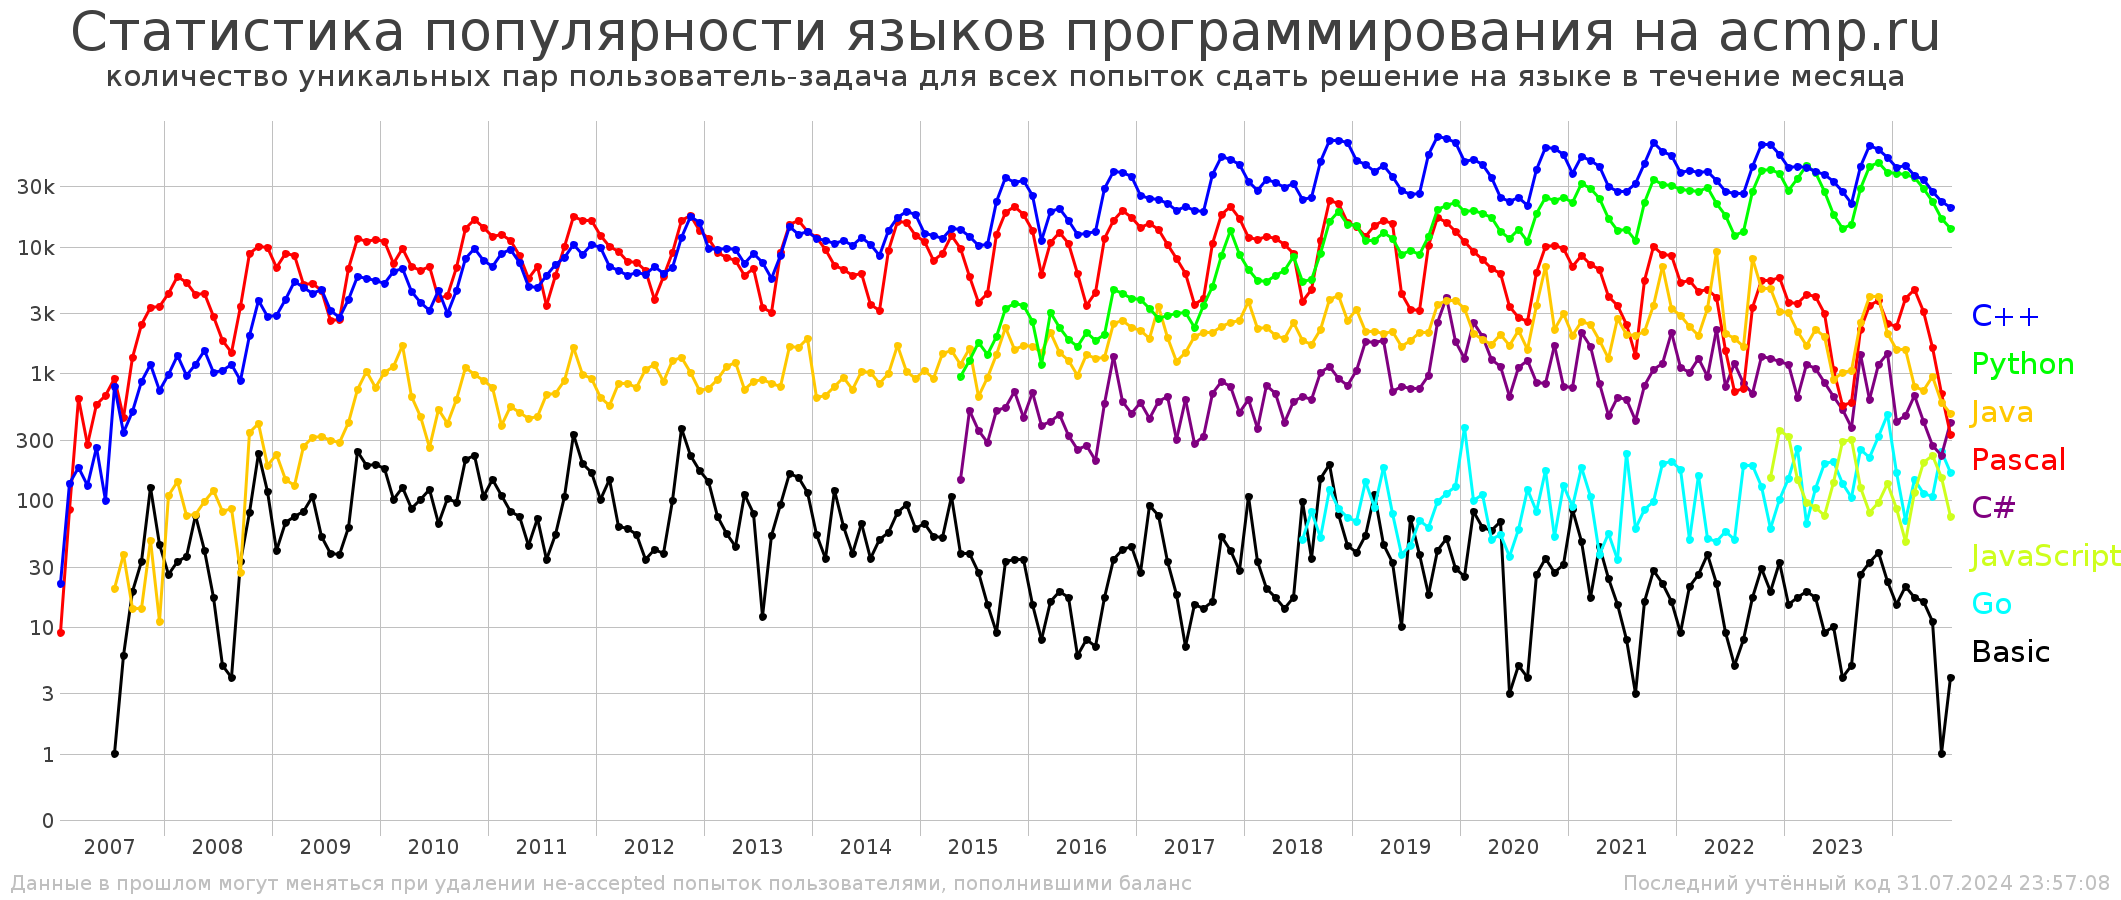 Статистика популярности языков программирования на acmp.ru
количество уникальных пар пользователь-задача для всех попыток сдать решение на языке в течение месяца
30k
10k
3k
1k
300
100
30
10
3
1
0
C++
Python
Java
Pascal
C#
JavaScript
Go
Basic
2007 2008 2009 2010 2011 2012 2013 2014 2015 2016 2017 2018 2019 2020 2021 2022 2023
Данные в прошлом могут меняться при удалении не-accepted попыток пользователями, пополнившими баланс
Последний учтённый код 31.07.2024 23:57:08